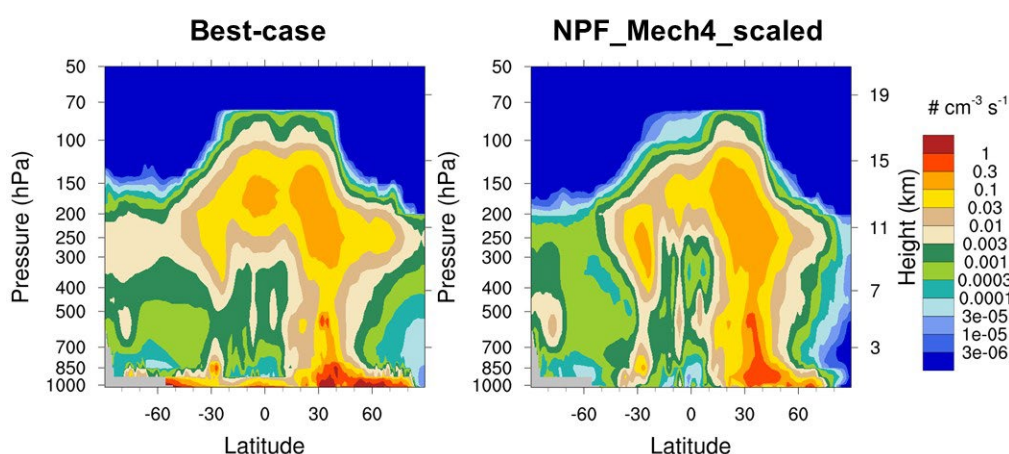 Best-case
NPF_Mech4_scaled
50
70
100
150
200
250
300
400
500
700
850
1000
Pressure (hPa)
-60 -30 0 30 60
Latitude
50
70
100
150
200
250
300
400
500
700
850
1000
Pressure (hPa)
-60 -30 0 30 60
Latitude
19
15
11
7
3
Height (km)
# cm-3 s-1
1
0.3
0.1
0.03
0.01
0.003
0.001
0.0003
0.0001
3e-05
1e-05
3e-06